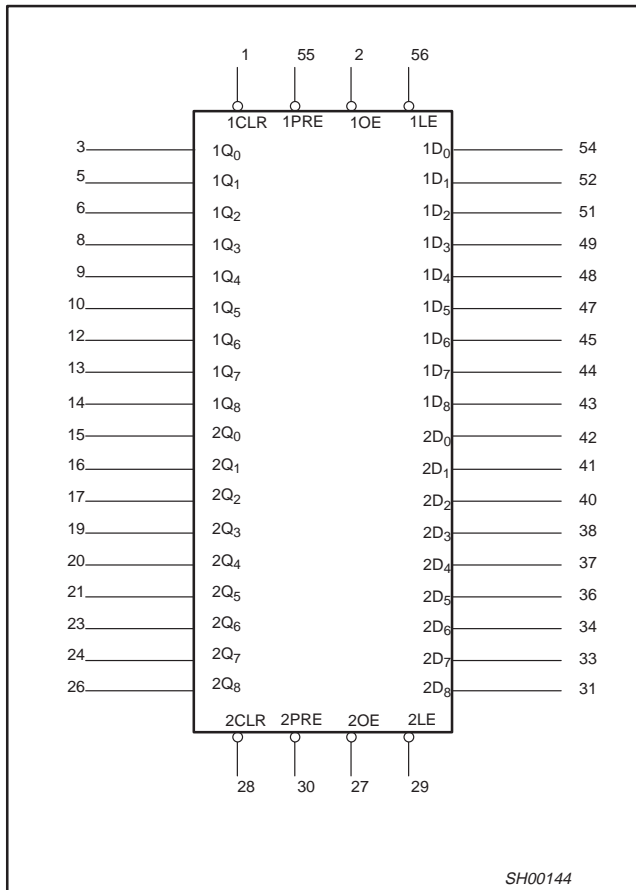 1 55 2 56
1CLR 1PRE 1OE 1LE
3 1Q0 1D0 54
5 1Q1 1D1 52
6 1Q2 1D2 51
8 1Q3 1D3 49
9 1Q4 1D4 48
10 1Q5 1D5 47
12 1Q6 1D6 45
13 1Q7 1D7 44
14 1Q8 1D8 43
15 2Q0 2D0 42
16 2Q1 2D1 41
17 2Q2 2D2 40
19 2Q3 2D3 38
20 2Q4 2D4 37
21 2Q5 2D5 36
23 2Q6 2D6 34
24 2Q7 2D7 33
26 2Q8 2D8 31
2CLR 2PRE 2OE 2LE
28 30 27 29
SH00144